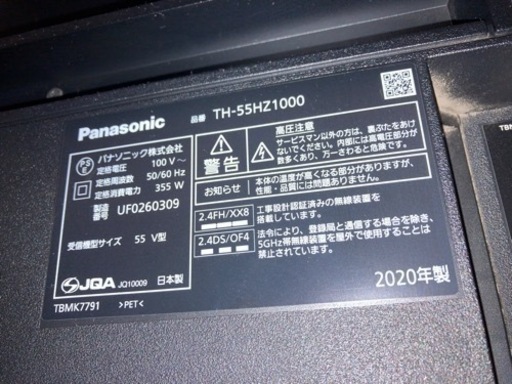 Panasonic
品番 TH-55HZ1000
PSE
パナソニック株式会社
定格電圧 100 V～
定格周波数 50/60 Hz
定格消費電力 355 W
製造番号 UF0260309
受信機型サイズ 55 V型
JQA JQ10009 日本製
TBMK7791 >PET<
警告
高圧注意
サービスマン以外の方は、裏ぶたをあけ
ないでください。内部には高電圧部分が
数多くあり、万一さわると危険です。
お知らせ
本体の温度が高くなる部分がありますが、
性能・品質には問題ありません。
2.4FH/XX8
2.4DS/OF4
工事設計認証済みの無線装置を
搭載しています。
法令により、登録局と通信する場合を除き、
5GHz帯無線装置を屋外で使用することは
禁止されています。
2020年製
TBM